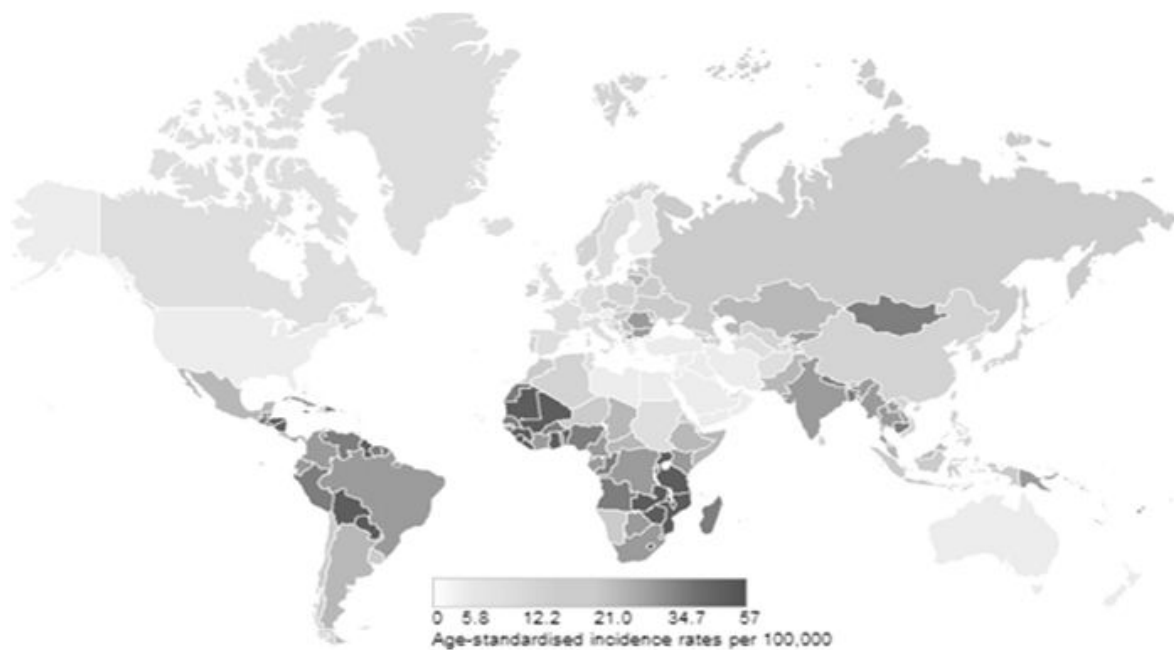 0 5.8 12.2 21.0 34.7 57
Age-standardised incidence rates per 100,000